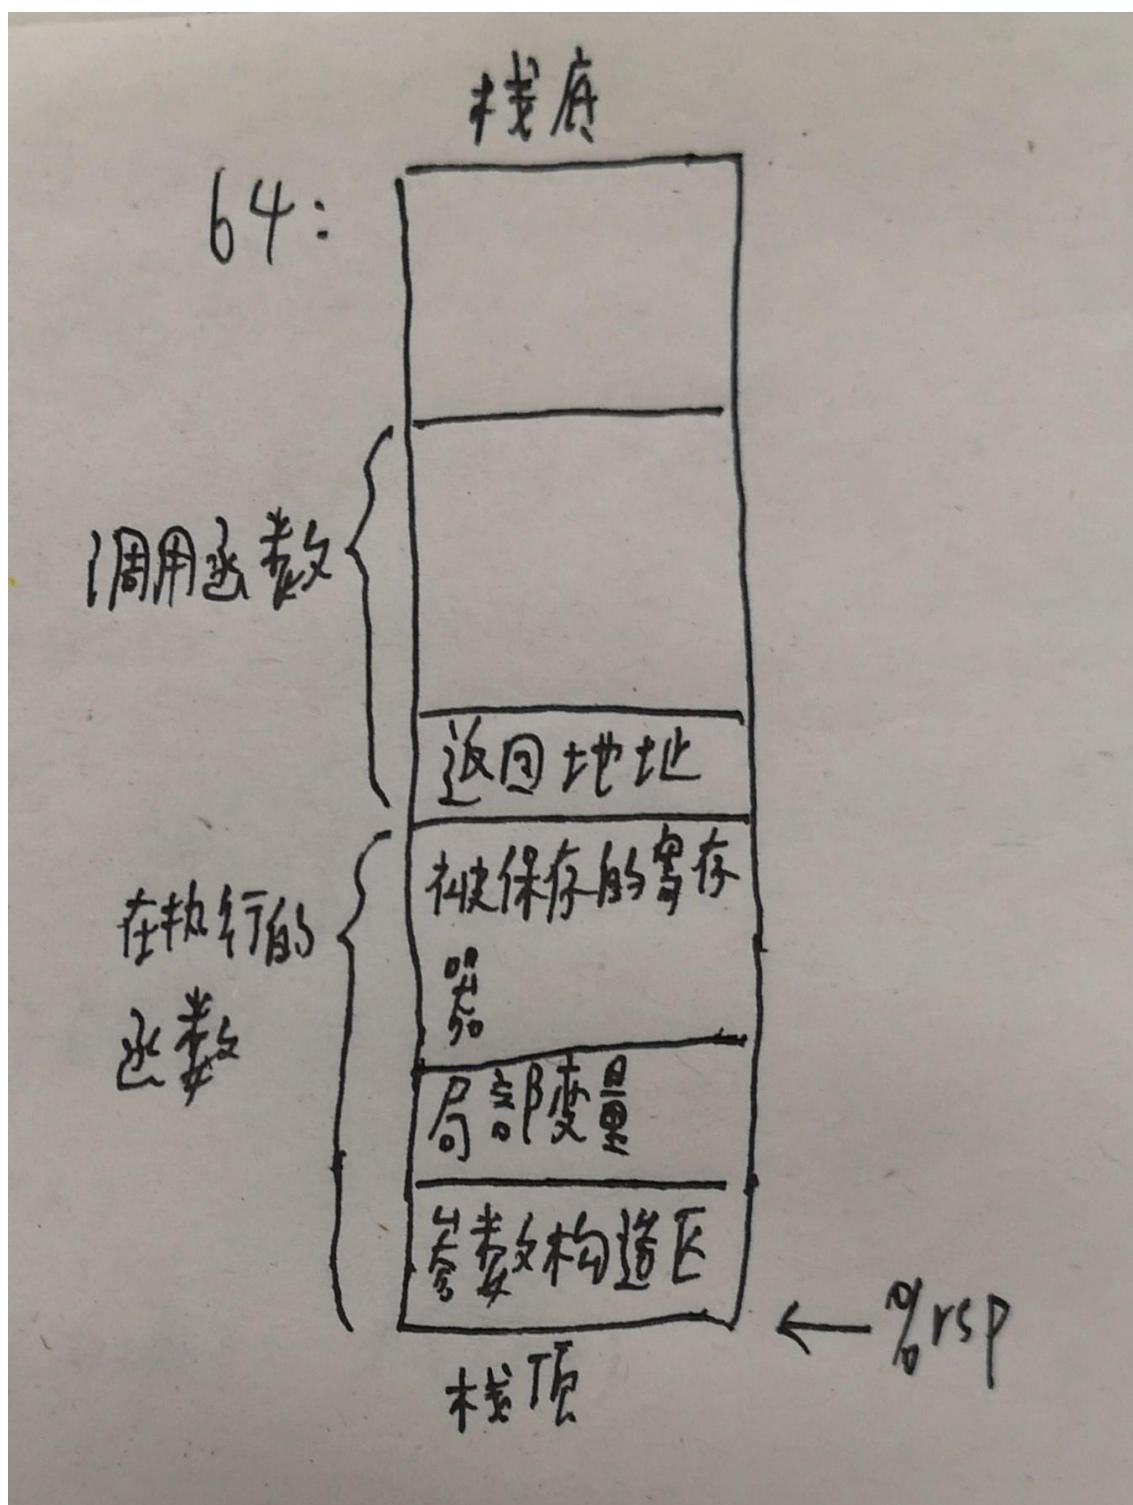 栈底
64:
调用函数
返回地址
被保存的寄存
器
在执行的
函数
局部变量
参数构造区
%rsp
栈顶